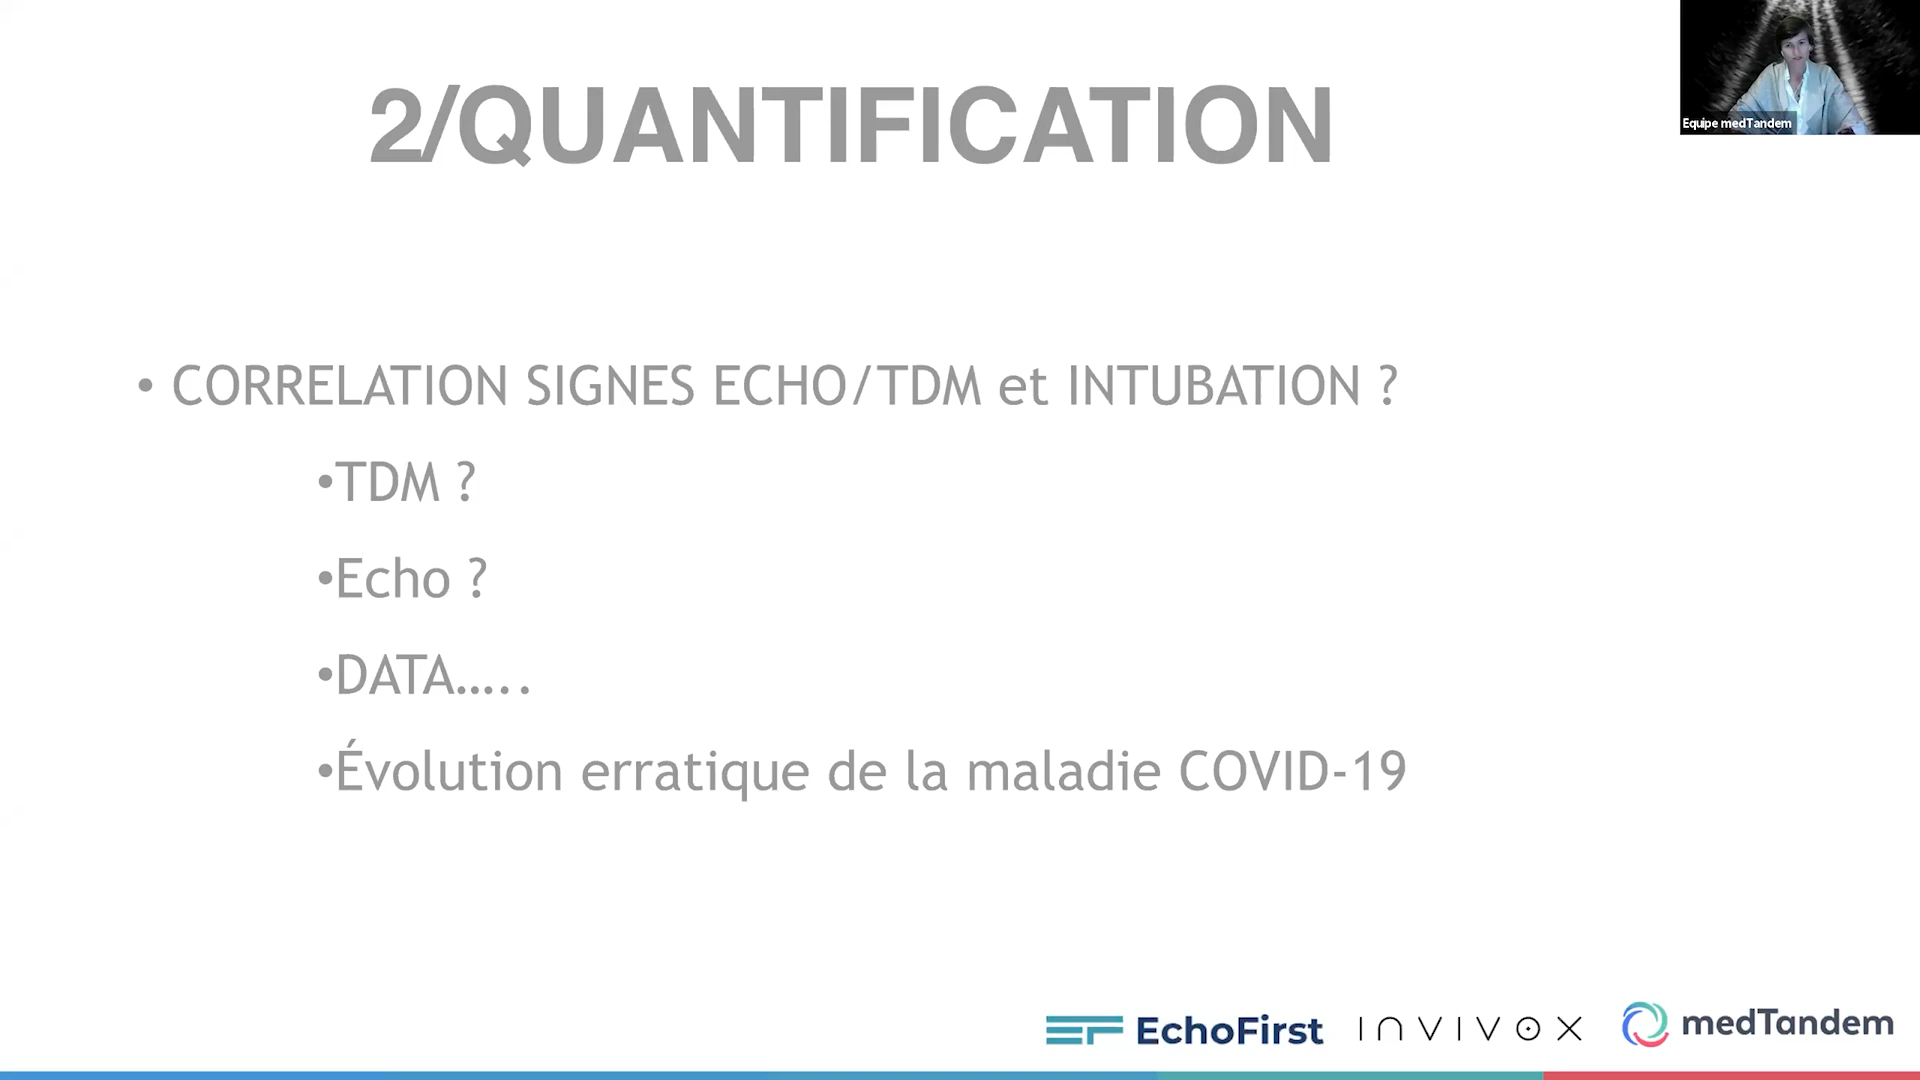 2/QUANTIFICATION
Equipe medTandem
• CORRELATION SIGNES ECHO/TDM et INTUBATION ?
•TDM ?
•Echo ?
•DATA…..
•Évolution erratique de la maladie COVID-19
EchoFirst INVIVOX medTandem